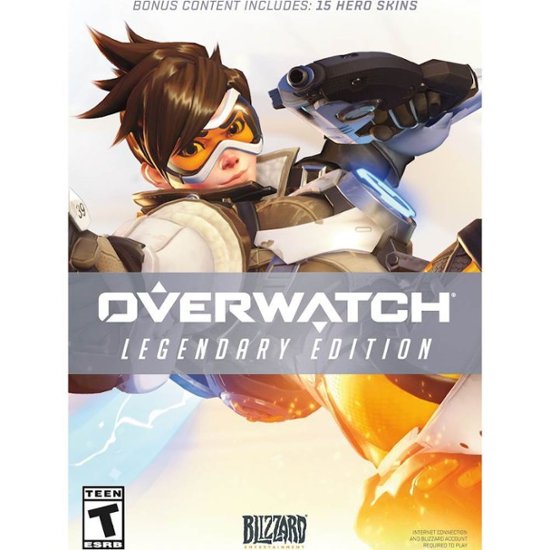 BONUS CONTENT INCLUDES: 15 HERO SKINS
39
OVERWATCH®
LEGENDARY EDITION
TEEN
T
ESRB
BLIZZARD
ENTERTAINMENT
INTERNET CONNECTION
AND BLIZZARD ACCOUNT
REQUIRED TO PLAY